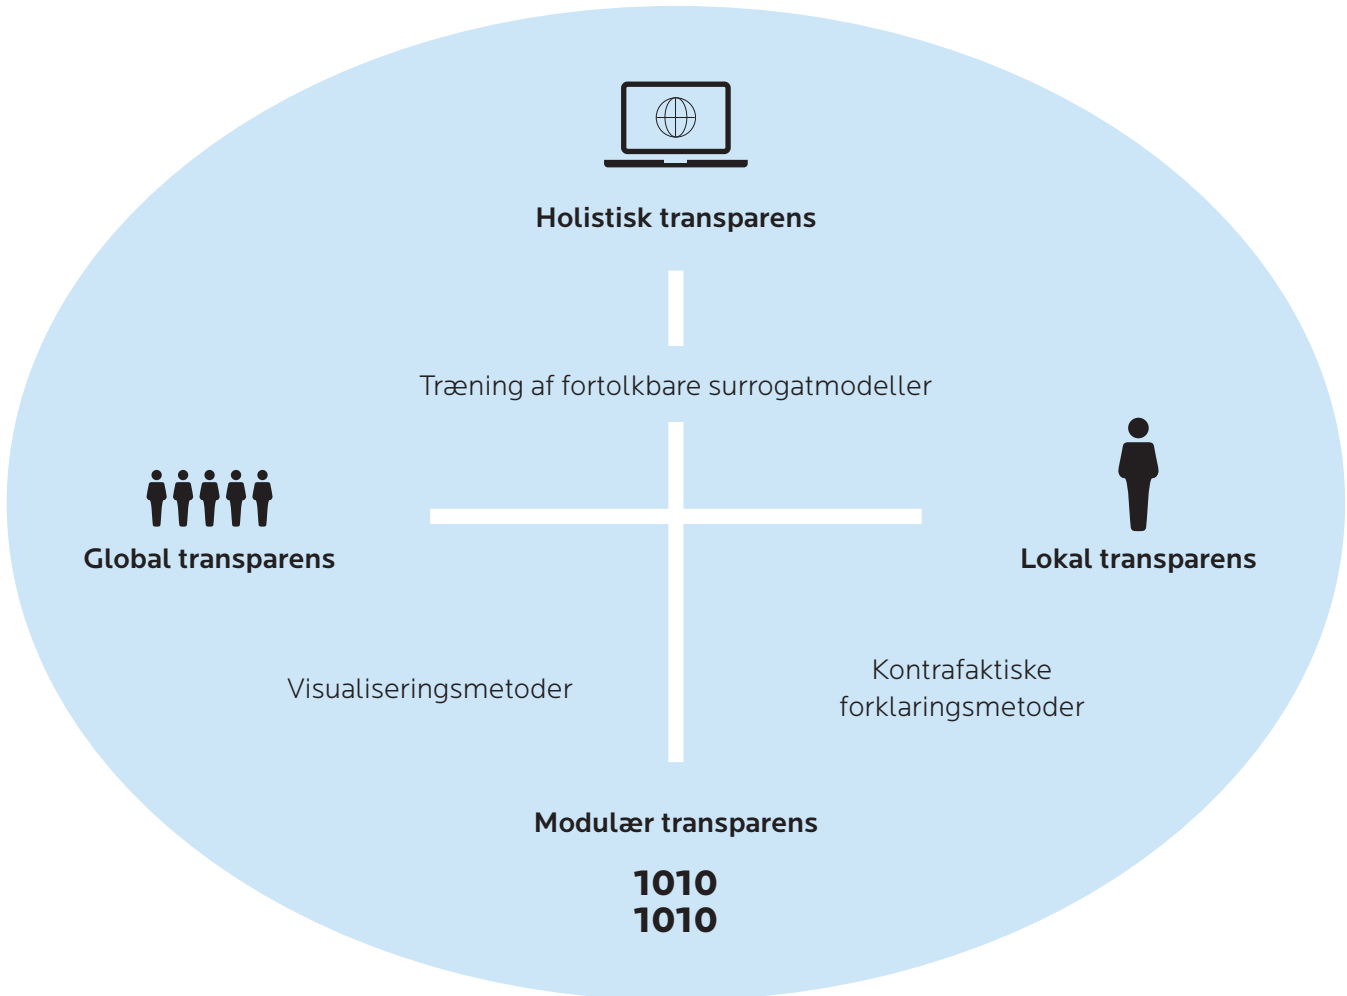 Holistisk transparens
Træning af fortolkbare surrogatmodeller
Global transparens
Lokal transparens
Visualiseringsmetoder
Kontrafaktiske
forklaringsmetoder
Modulær transparens
1010
1010